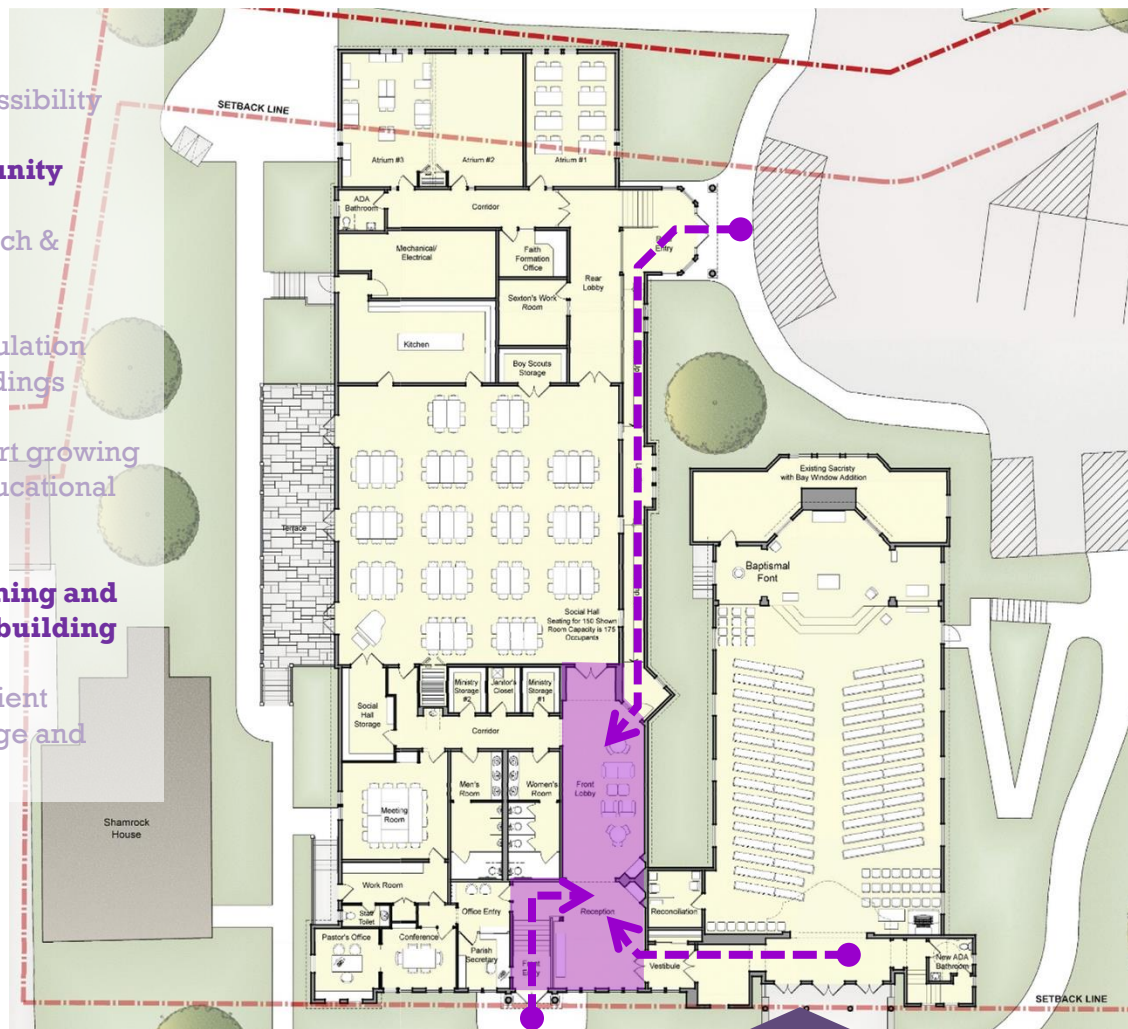 ssibility
unity
ch &
ulation
dings
rt growing
ucational
ning and
building
ient
ge and
SETBACK LINE
Atrium #3
Atrium #2
Atrium #1
ADA
Bathroom
Corridor
Mechanical/
Electrical
Faith
Formation
Office
Entry
Rear
Lobby
Sexton's Work
Room
Kitchen
Boy Scouts
Storage
Terrace
Social Hall
Seating for 150 Shown
Room Capacity is 175
Occupants
Existing Sacristy
with Bay Window Addition
Baptismal
Font
Social
Hall
Storage
Ministry
Storage
#2
Janitor's
Closet
Ministry
Storage
#1
Corridor
Men's
Room
Women's
Room
Front
Lobby
Meeting
Room
Shamrock
House
Work Room
Staff
Toilet
Office Entry
Reception
Reconciliation
Pastor's Office
Conference
Parish
Secretary
Front
Entry
Vestibule
New ADA
Bathroom
SETBACK LINE